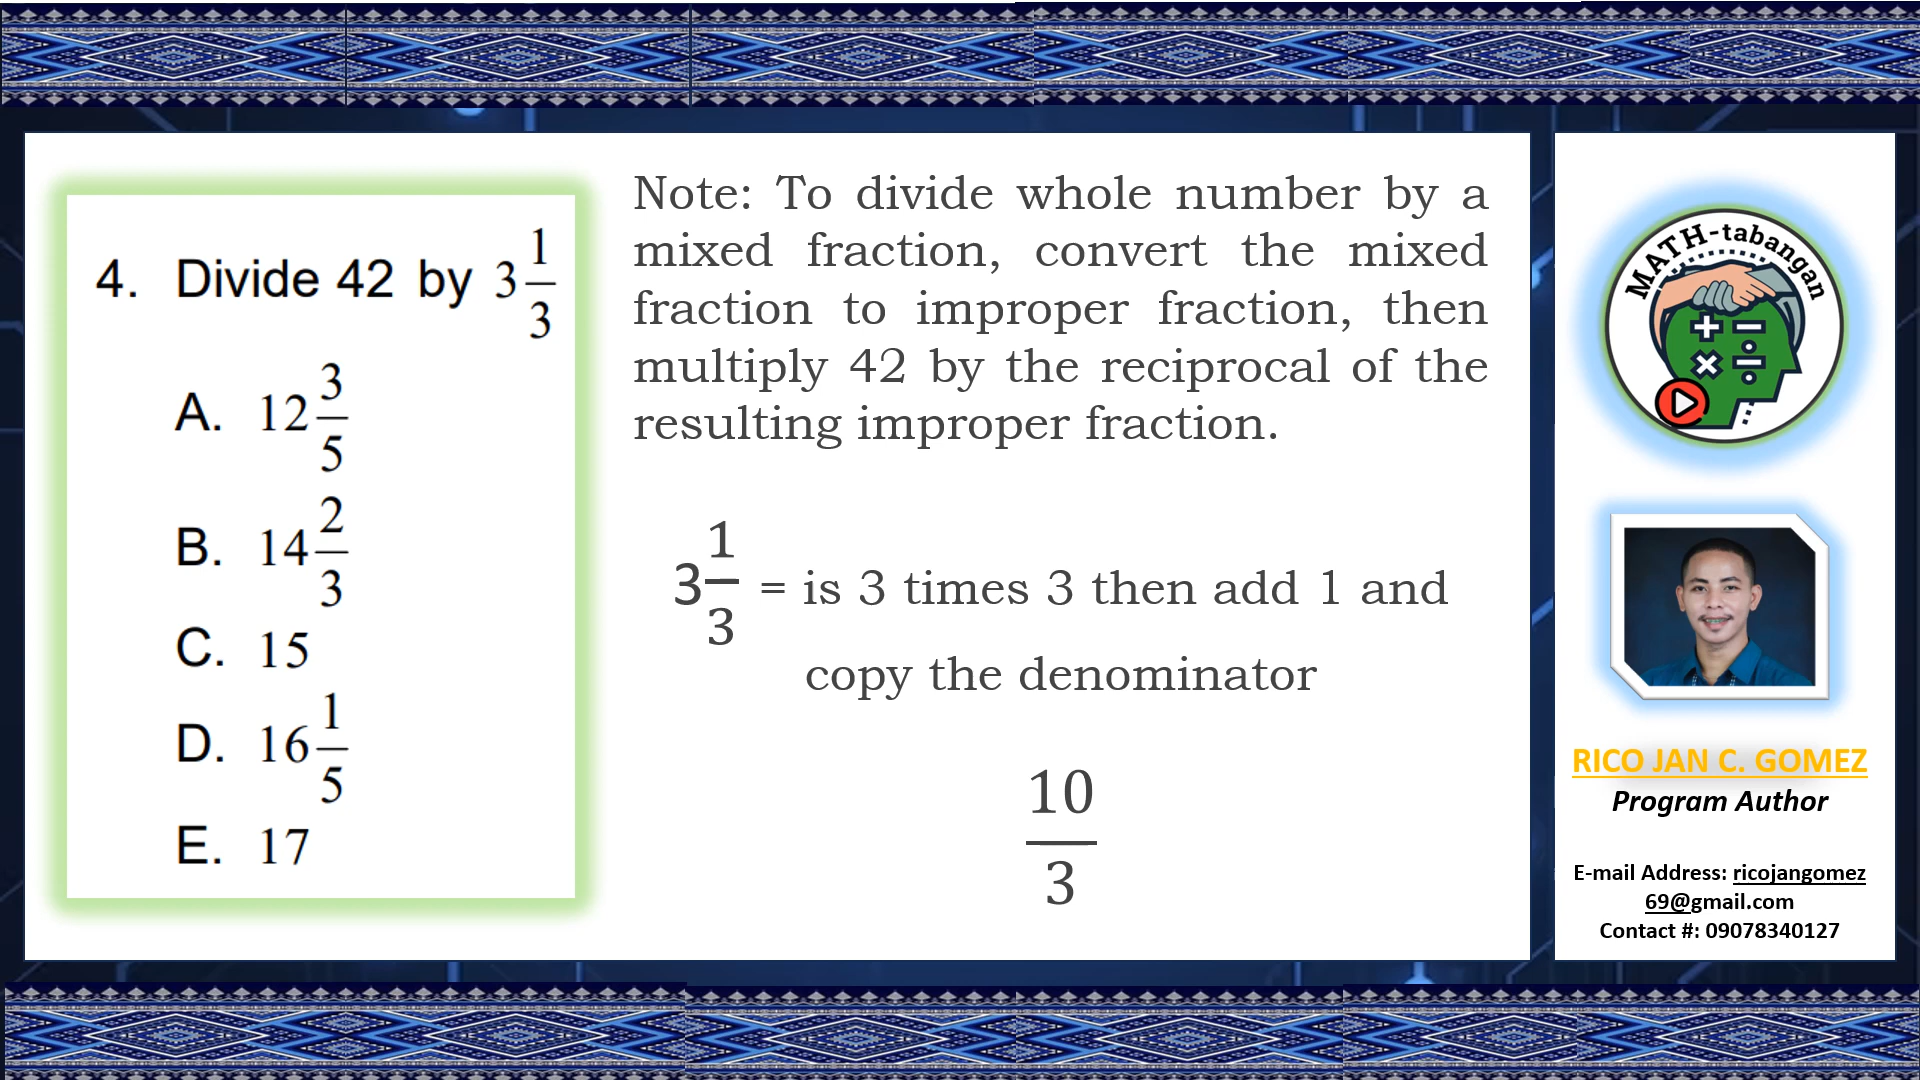 4. Divide 42 by 3 1/3
A. 12 3/5
B. 14 2/3
C. 15
D. 16 1/5
E. 17
Note: To divide whole number by a
mixed fraction, convert the mixed
fraction to improper fraction, then
multiply 42 by the reciprocal of the
resulting improper fraction.
3 1/3 = is 3 times 3 then add 1 and
copy the denominator
10/3
MATH-tabangan
RICO JAN C. GOMEZ
Program Author
E-mail Address: ricojangomez
69@gmail.com
Contact #: 09078340127